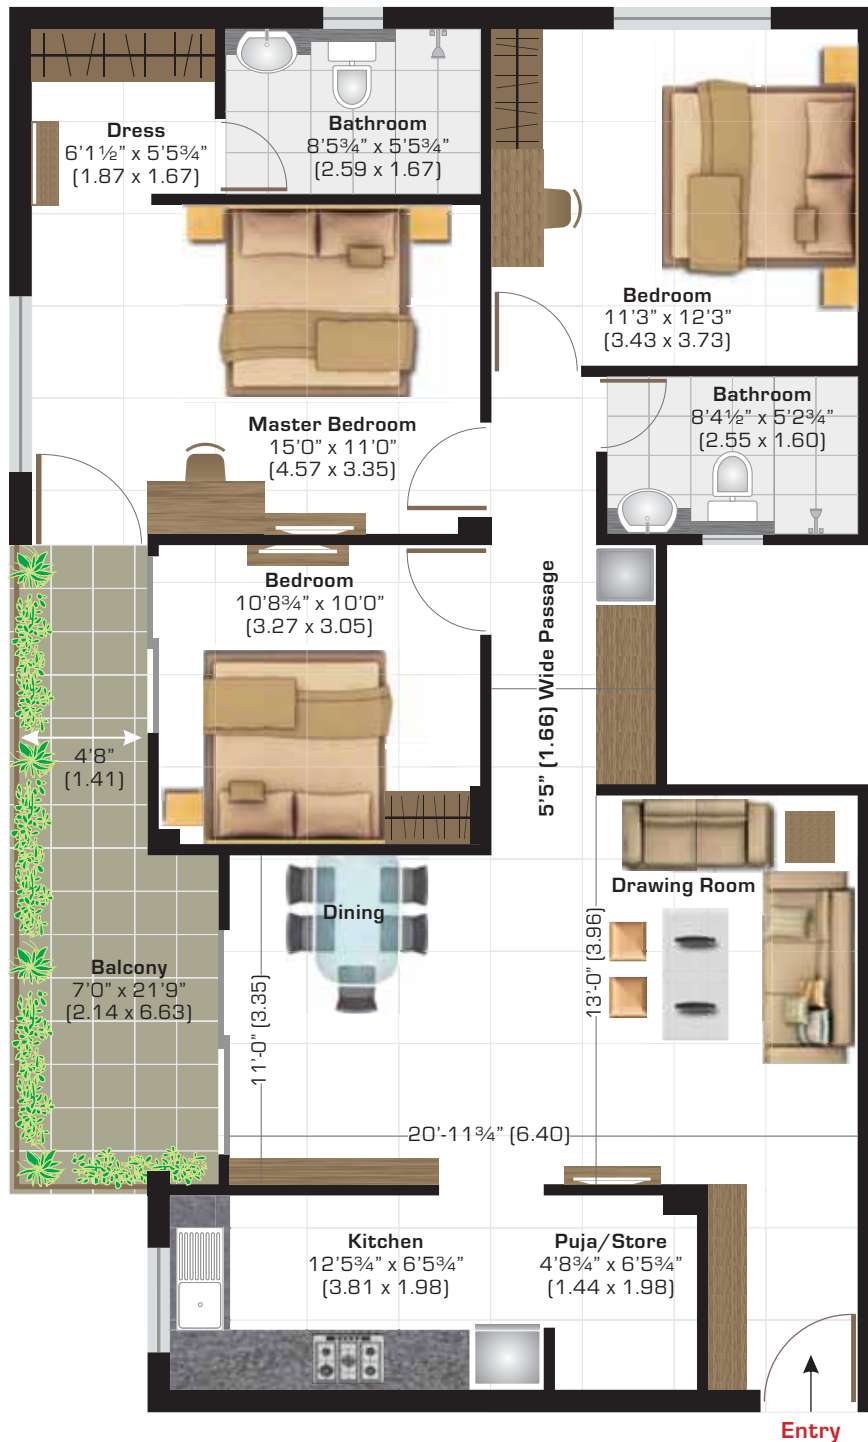 Dress
6’1½” x 5’5¾”
(1.87 x 1.67)
Bathroom
8’5¾” x 5’5¾”
(2.59 x 1.67)
Bedroom
11’3” x 12’3”
(3.43 x 3.73)
Bathroom
8’4½” x 5’2¾”
(2.55 x 1.60)
Master Bedroom
15’0” x 11’0”
(4.57 x 3.35)
Bedroom
10’8¾” x 10’0”
(3.27 x 3.05)
5’5” (1.66) Wide Passage
4’8”
(1.41)
Drawing Room
Dining
Balcony
7’0” x 21’9”
(2.14 x 6.63)
11’-0” (3.35)
13’-0” (3.96)
20’-11¾” (6.40)
Kitchen
12’5¾” x 6’5¾”
(3.81 x 1.98)
Puja/Store
4’8¾” x 6’5¾”
(1.44 x 1.98)
Entry